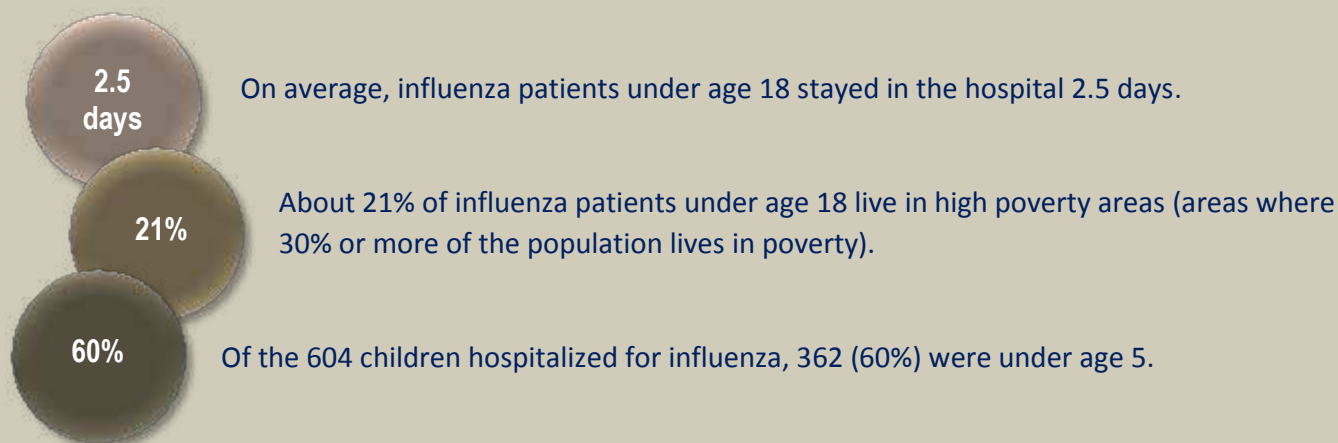 2.5
days
On average, influenza patients under age 18 stayed in the hospital 2.5 days.
21%
About 21% of influenza patients under age 18 live in high poverty areas (areas where
30% or more of the population lives in poverty).
60%
Of the 604 children hospitalized for influenza, 362 (60%) were under age 5.